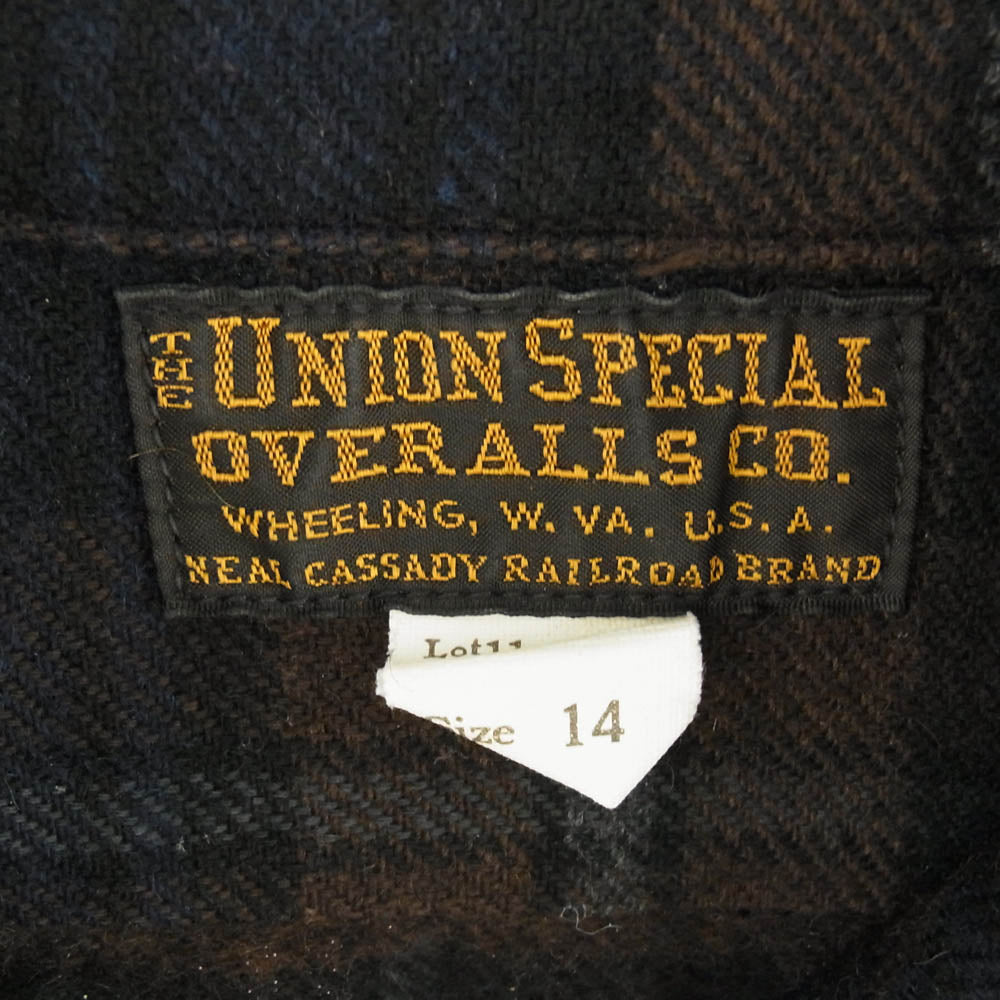 THE UNION SPECIAL
OVERALLS CO.
WHEELING, W. VA. U.S.A.
NEAL CASSADY RAILROAD BRAND
Lot11
Size 14